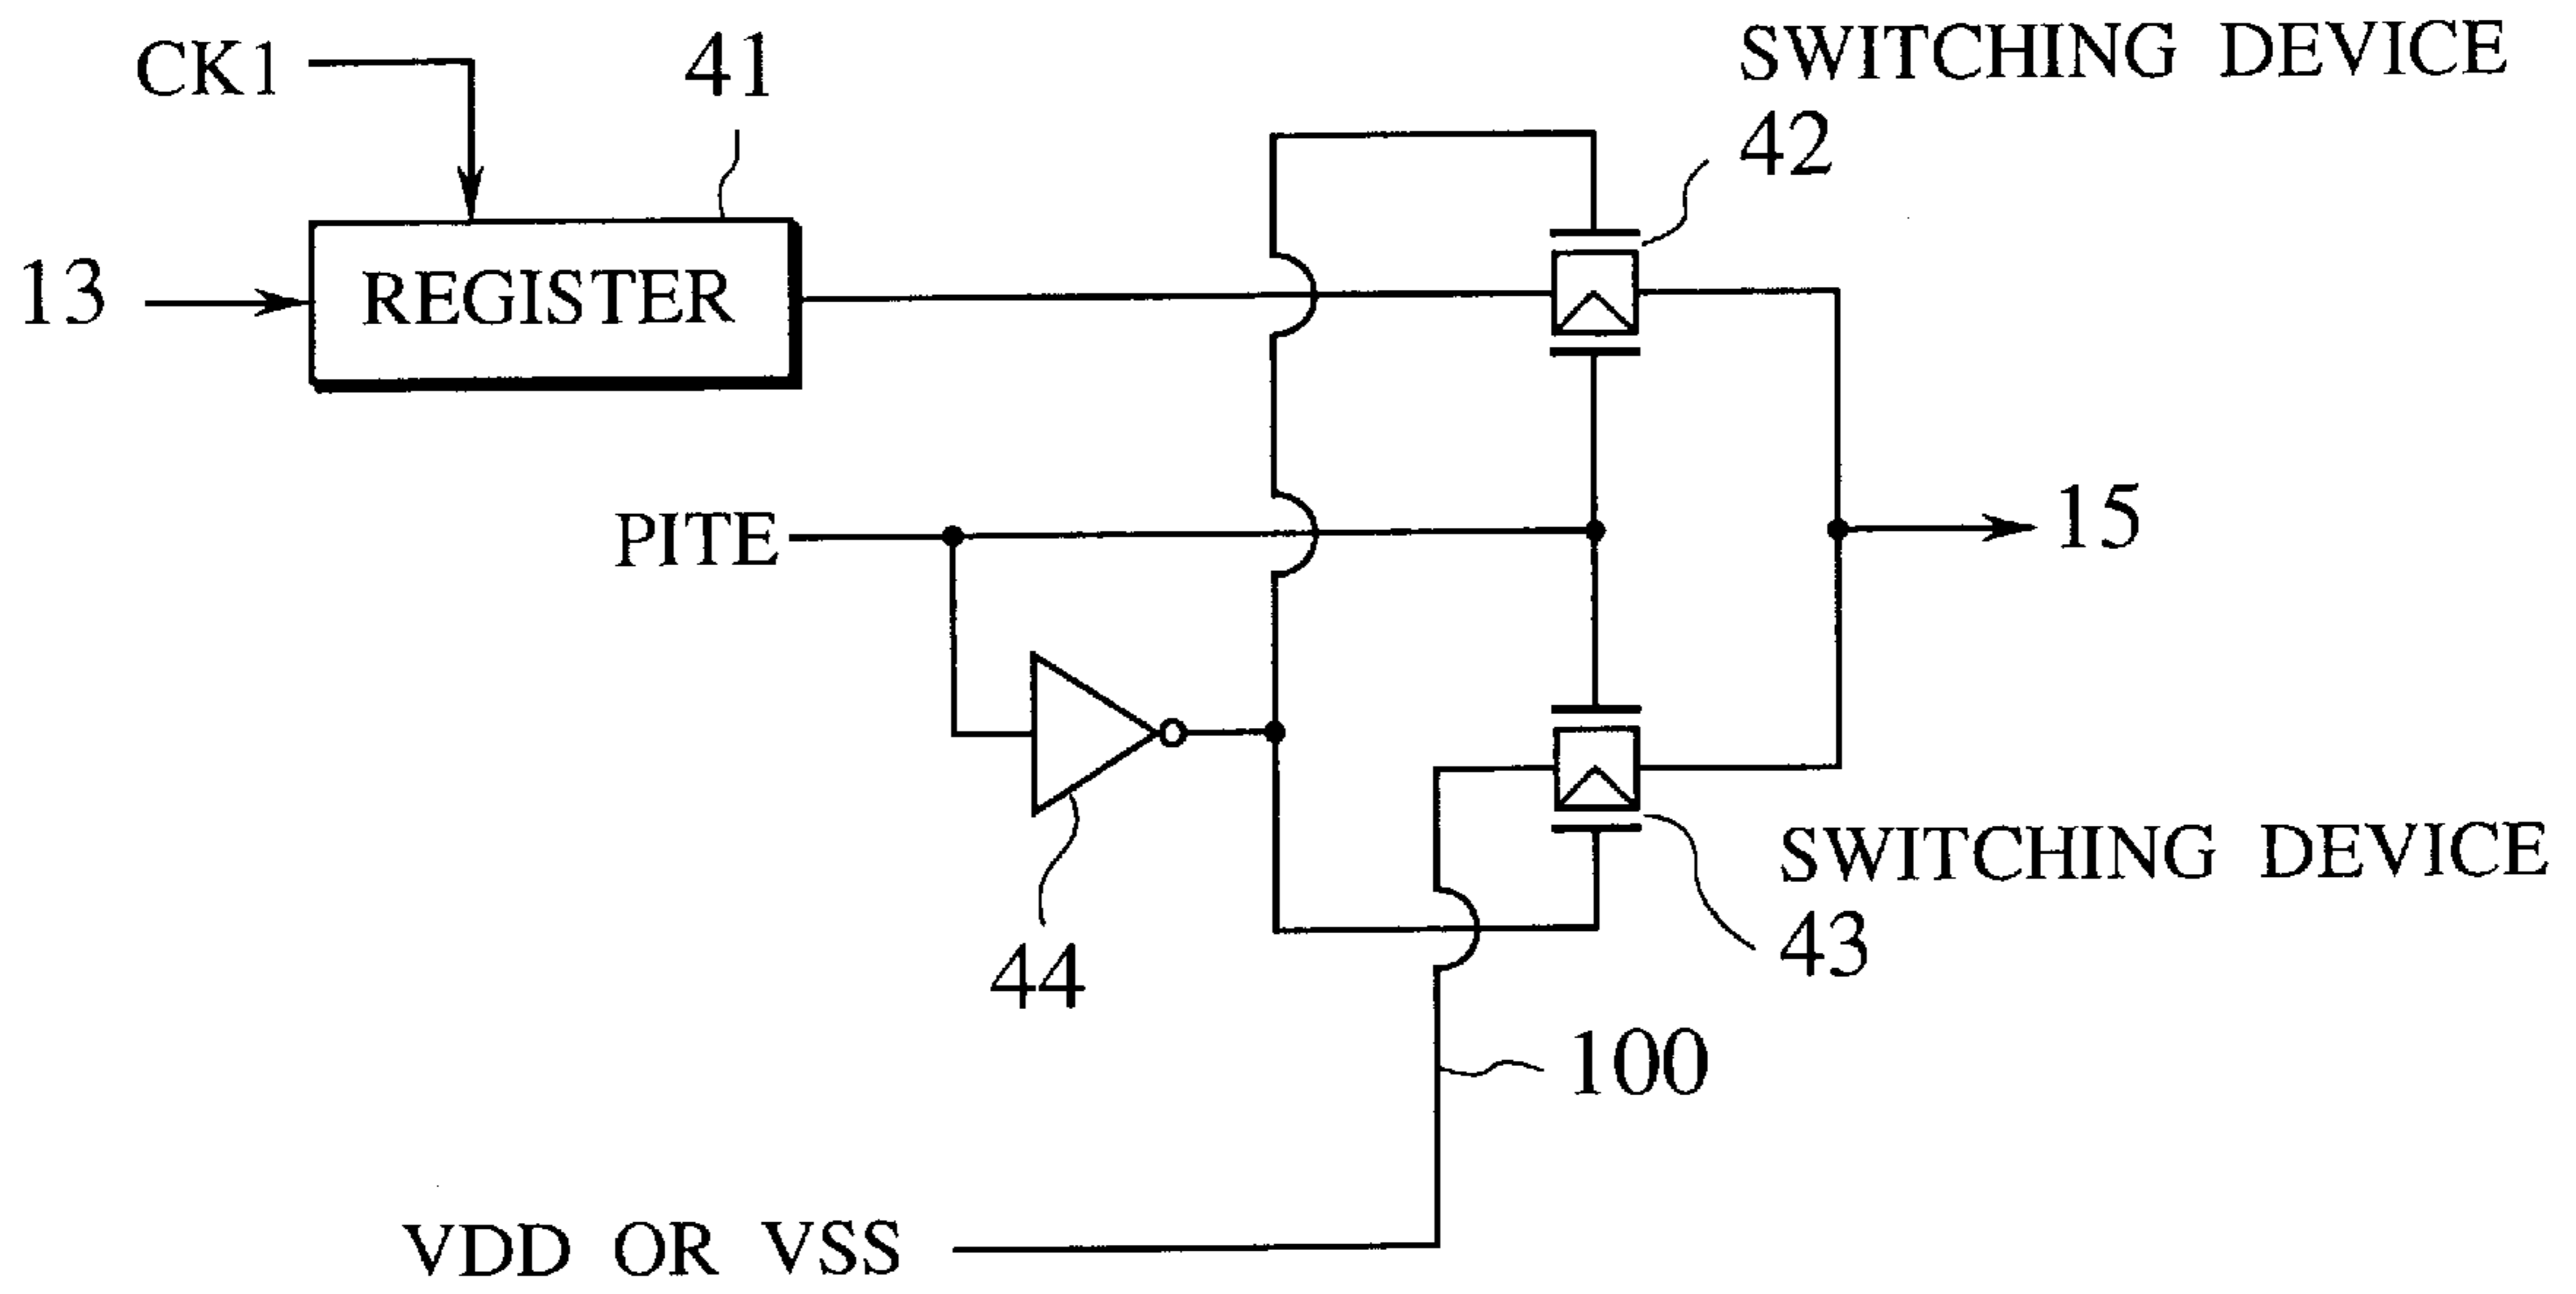 CK1
41
SWITCHING DEVICE
42
13
REGISTER
PITE
15
44
SWITCHING DEVICE
43
100
VDD OR VSS